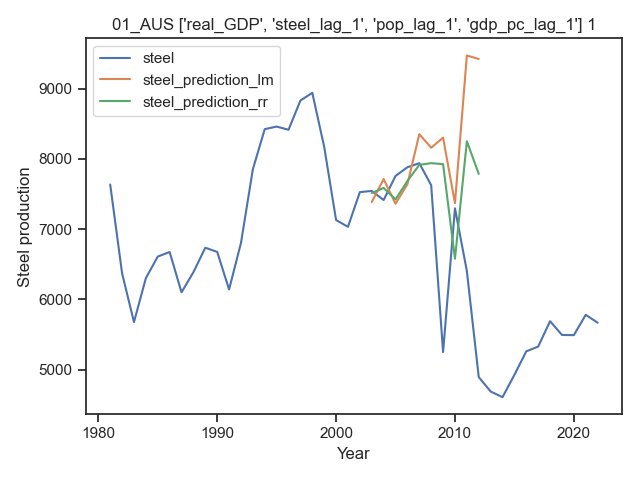 01_AUS ['real_GDP', 'steel_lag_1', 'pop_lag_1', 'gdp_pc_lag_1'] 1
steel
steel_prediction_lm
steel_prediction_rr
Steel production
9000
8000
7000
6000
5000
1980
1990
2000
2010
2020
Year